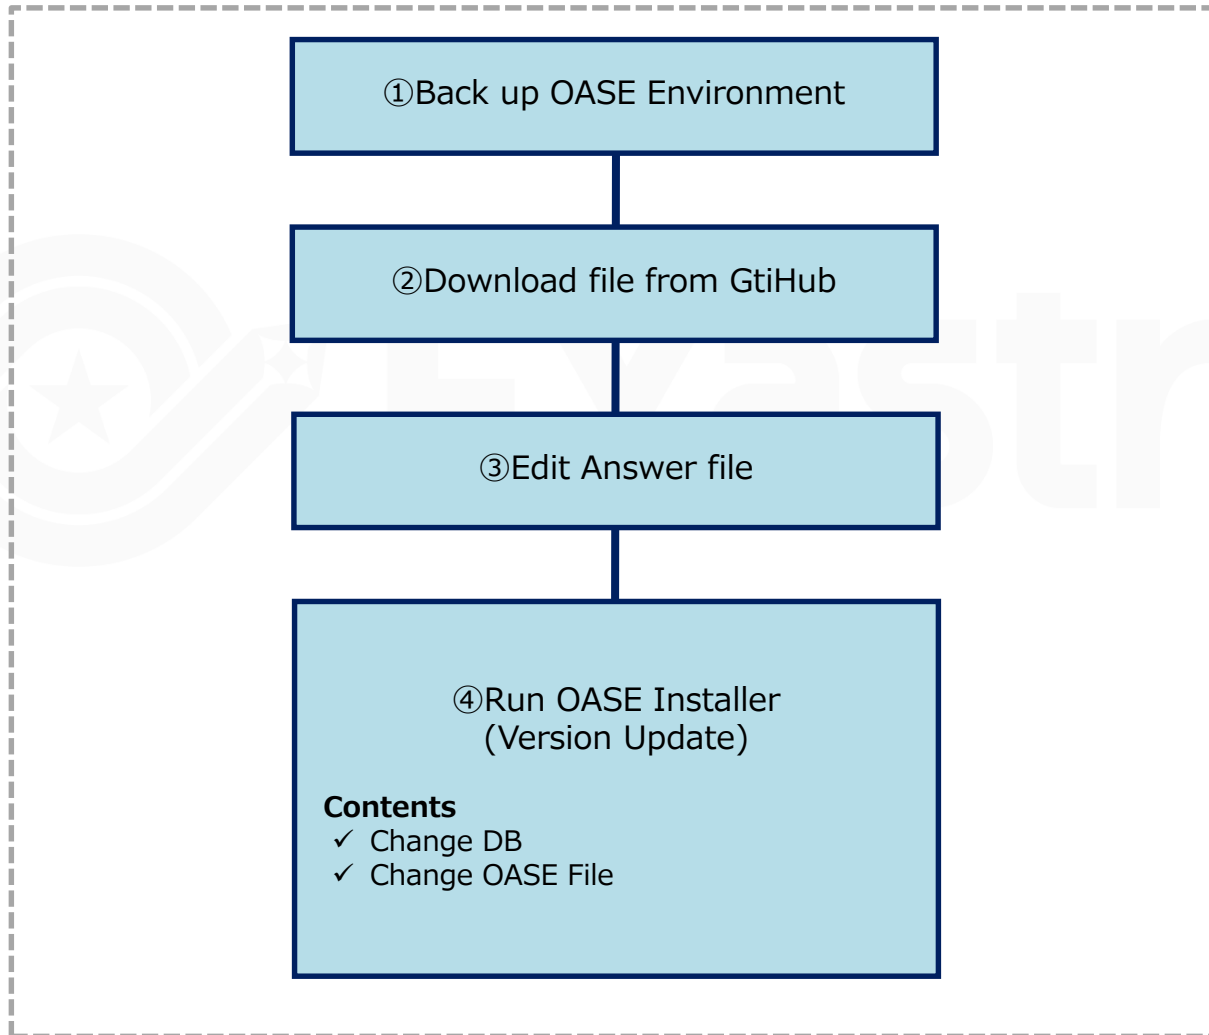 ①Back up OASE Environment
②Download file from GtiHub
③Edit Answer file
④Run OASE Installer
(Version Update)
Contents
✓ Change DB
✓ Change OASE File